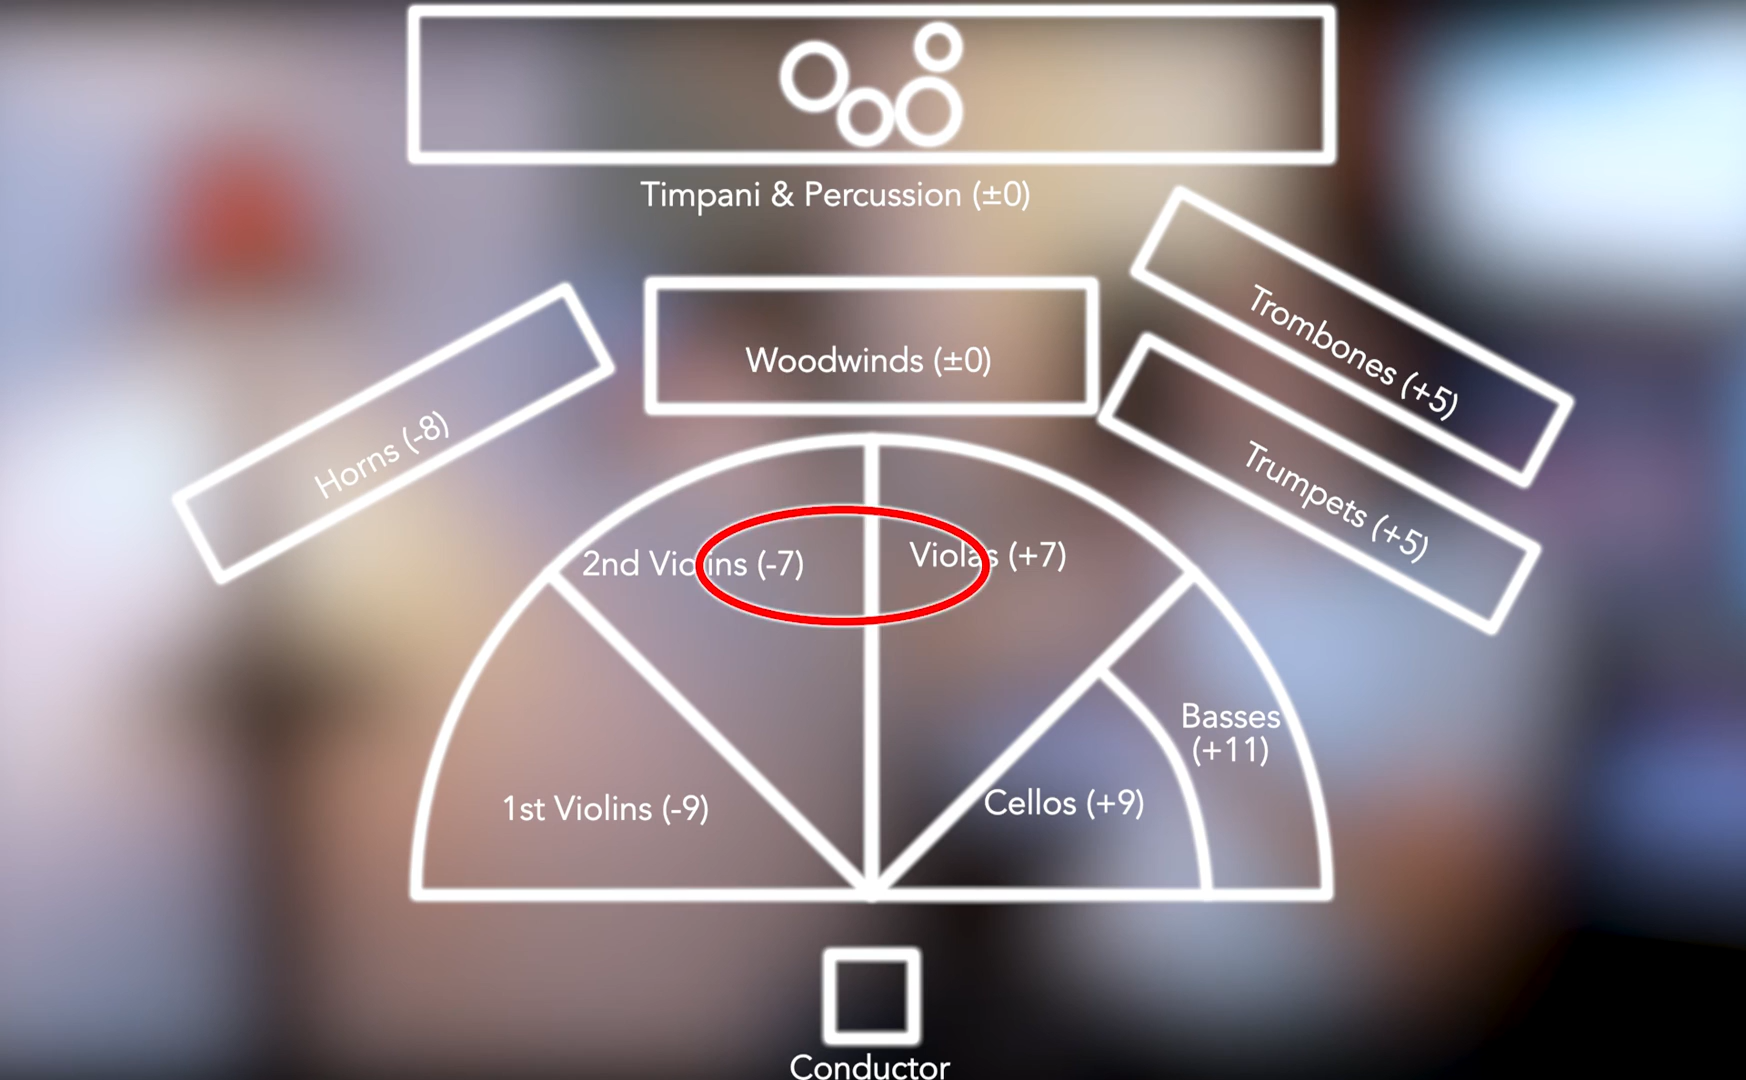 Timpani & Percussion (±0)
Trombones (+5)
Woodwinds (±0)
Horns (-8)
Trumpets (+5)
2nd Violins (-7)
Violas (+7)
Basses
(+11)
1st Violins (-9)
Cellos (+9)
Conductor